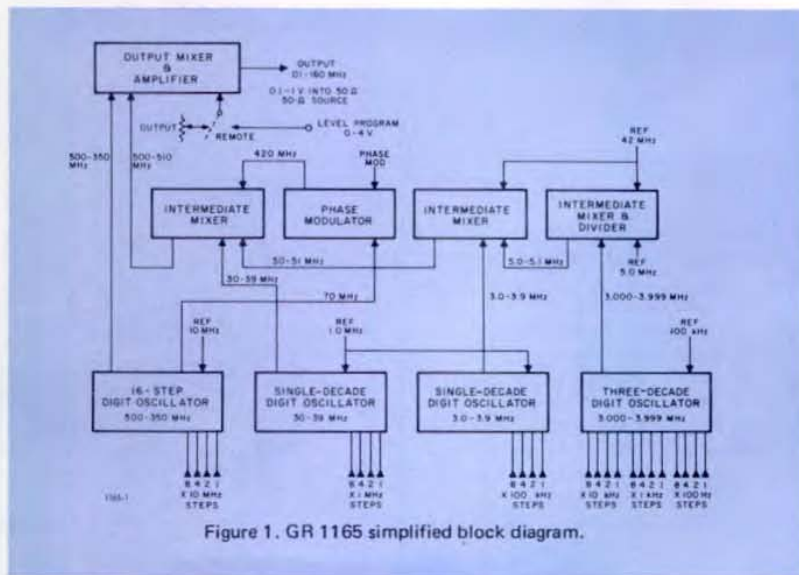 OUTPUT MIXER
&
AMPLIFIER
OUTPUT
.01-160 MHz
0.1-1 V INTO 50 Ω
50-Ω SOURCE
OUTPUT
REMOTE
LEVEL PROGRAM
0-4 V
500-350
MHz
500-510
MHz
420 MHz
PHASE
MOD
REF
42 MHz
INTERMEDIATE
MIXER
PHASE
MODULATOR
INTERMEDIATE
MIXER
INTERMEDIATE
MIXER &
DIVIDER
50-51 MHz
5.0-5.1 MHz
REF
5.0 MHz
30-39 MHz
70 MHz
3.0-3.9 MHz
3.000-3.999 MHz
REF
10 MHz
REF
1.0 MHz
REF
100 kHz
16-STEP
DIGIT OSCILLATOR
500-350 MHz
SINGLE-DECADE
DIGIT OSCILLATOR
30-39 MHz
SINGLE-DECADE
DIGIT OSCILLATOR
3.0-3.9 MHz
THREE-DECADE
DIGIT OSCILLATOR
3.000-3.999 MHz
8 4 2 1
X 10 MHz
STEPS
8 4 2 1
X 1 MHz
STEPS
8 4 2 1
X 100 kHz
STEPS
8 4 2 1 8 4 2 1 8 4 2 1
X 10 kHz X 1 kHz X 100 Hz
STEPS STEPS STEPS
Figure 1. GR 1165 simplified block diagram.